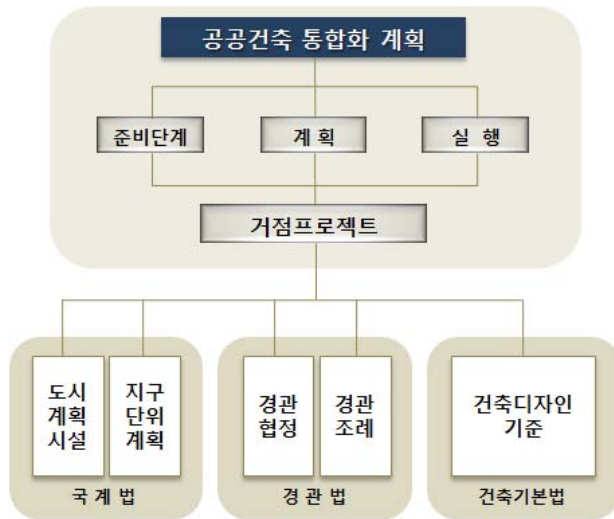 공공건축 통합화 계획
준비단계
계 획
실 행
거점프로젝트
도시
계획
시설
지구
단위
계획
경관
협정
경관
조례
건축디자인
기준
국 계 법
경 관 법
건축기본법